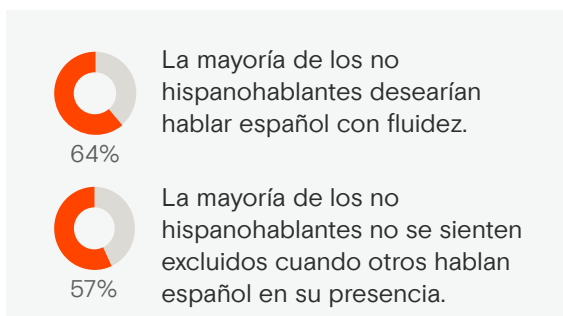 La mayoría de los no
hispanohablantes desearían
hablar español con fluidez.
64%
La mayoría de los no
hispanohablantes no se sienten
excluidos cuando otros hablan
español en su presencia.
57%